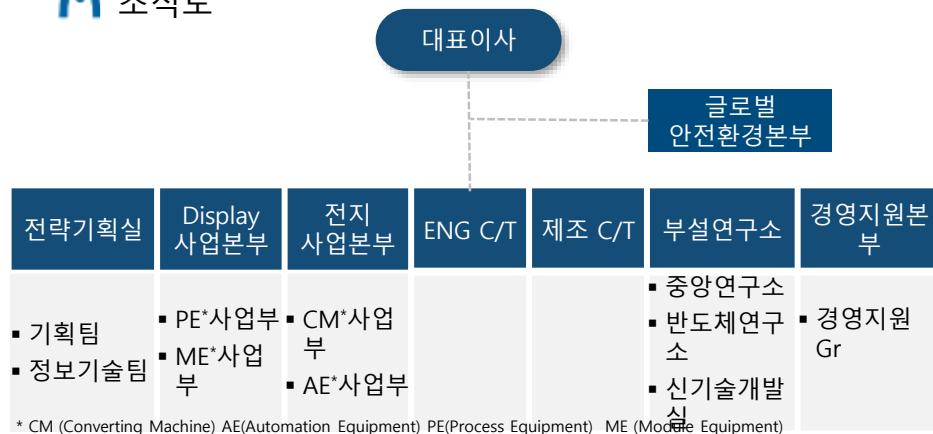 조직도
대표이사
글로벌
안전환경본부
전략기획실
Display
사업본부
전지
사업본부
ENG C/T
제조 C/T
부설연구소
경영지원본
부
▪ 기획팀
▪ 정보기술팀
▪ PE*사업부
▪ ME*사업
부
▪ CM*사업
부
▪ AE*사업부
▪ 중앙연구소
▪ 반도체연구
소
▪ 신기술개발
실
▪ 경영지원
Gr
* CM (Converting Machine) AE(Automation Equipment) PE(Process Equipment) ME (Module Equipment)